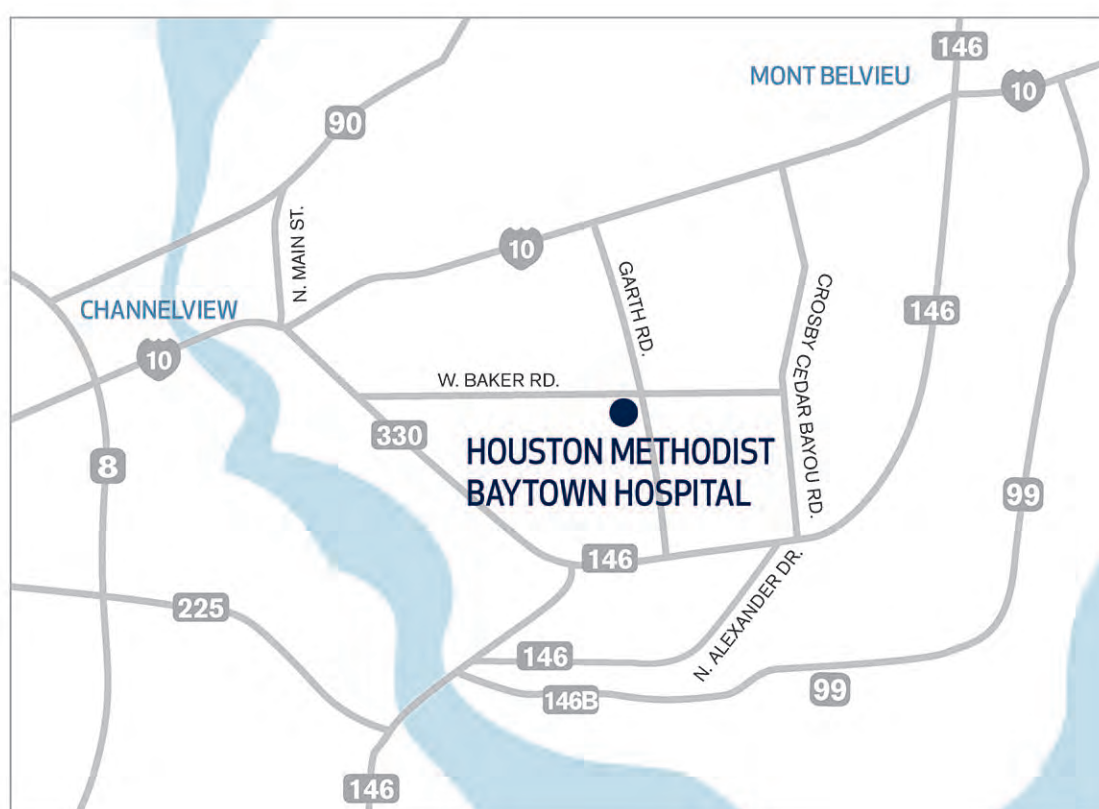 146
MONT BELVIEU
10
90
N. MAIN ST.
10
GARTH RD.
CROSBY CEDAR BAYOU RD.
CHANNELVIEW
146
10
W. BAKER RD.
330
HOUSTON METHODIST
BAYTOWN HOSPITAL
8
99
146
225
N. ALEXANDER DR.
146
146B
99
146